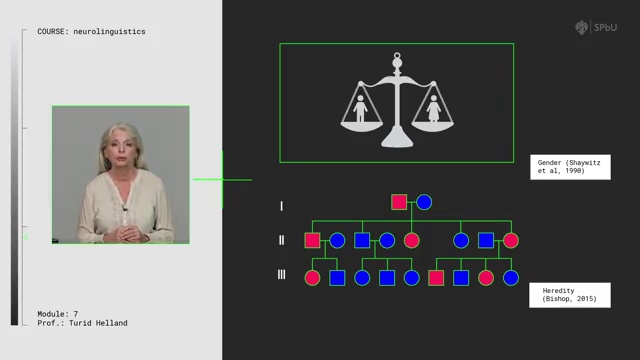 COURSE: neurolinguistics
SPbU
Gender (Shaywitz
et al, 1990)
I
II
III
Heredity
(Bishop, 2015)
Module: 7
Prof.: Turid Helland